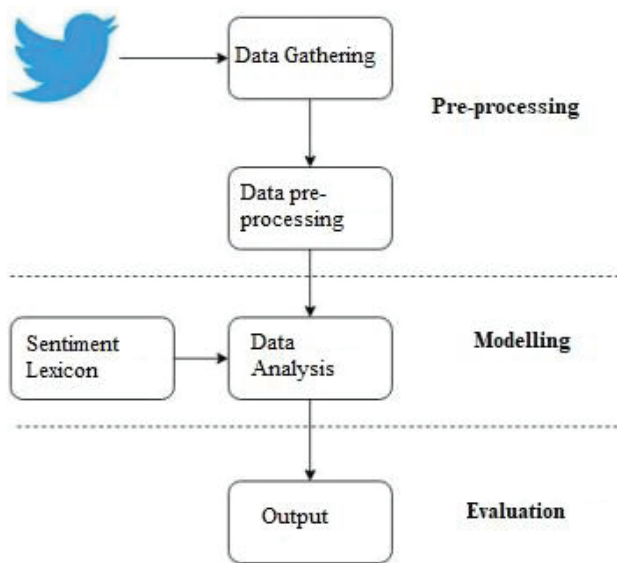 Data Gathering
Pre-processing
Data pre-
processing
Sentiment
Lexicon
Data
Analysis
Modelling
Output
Evaluation